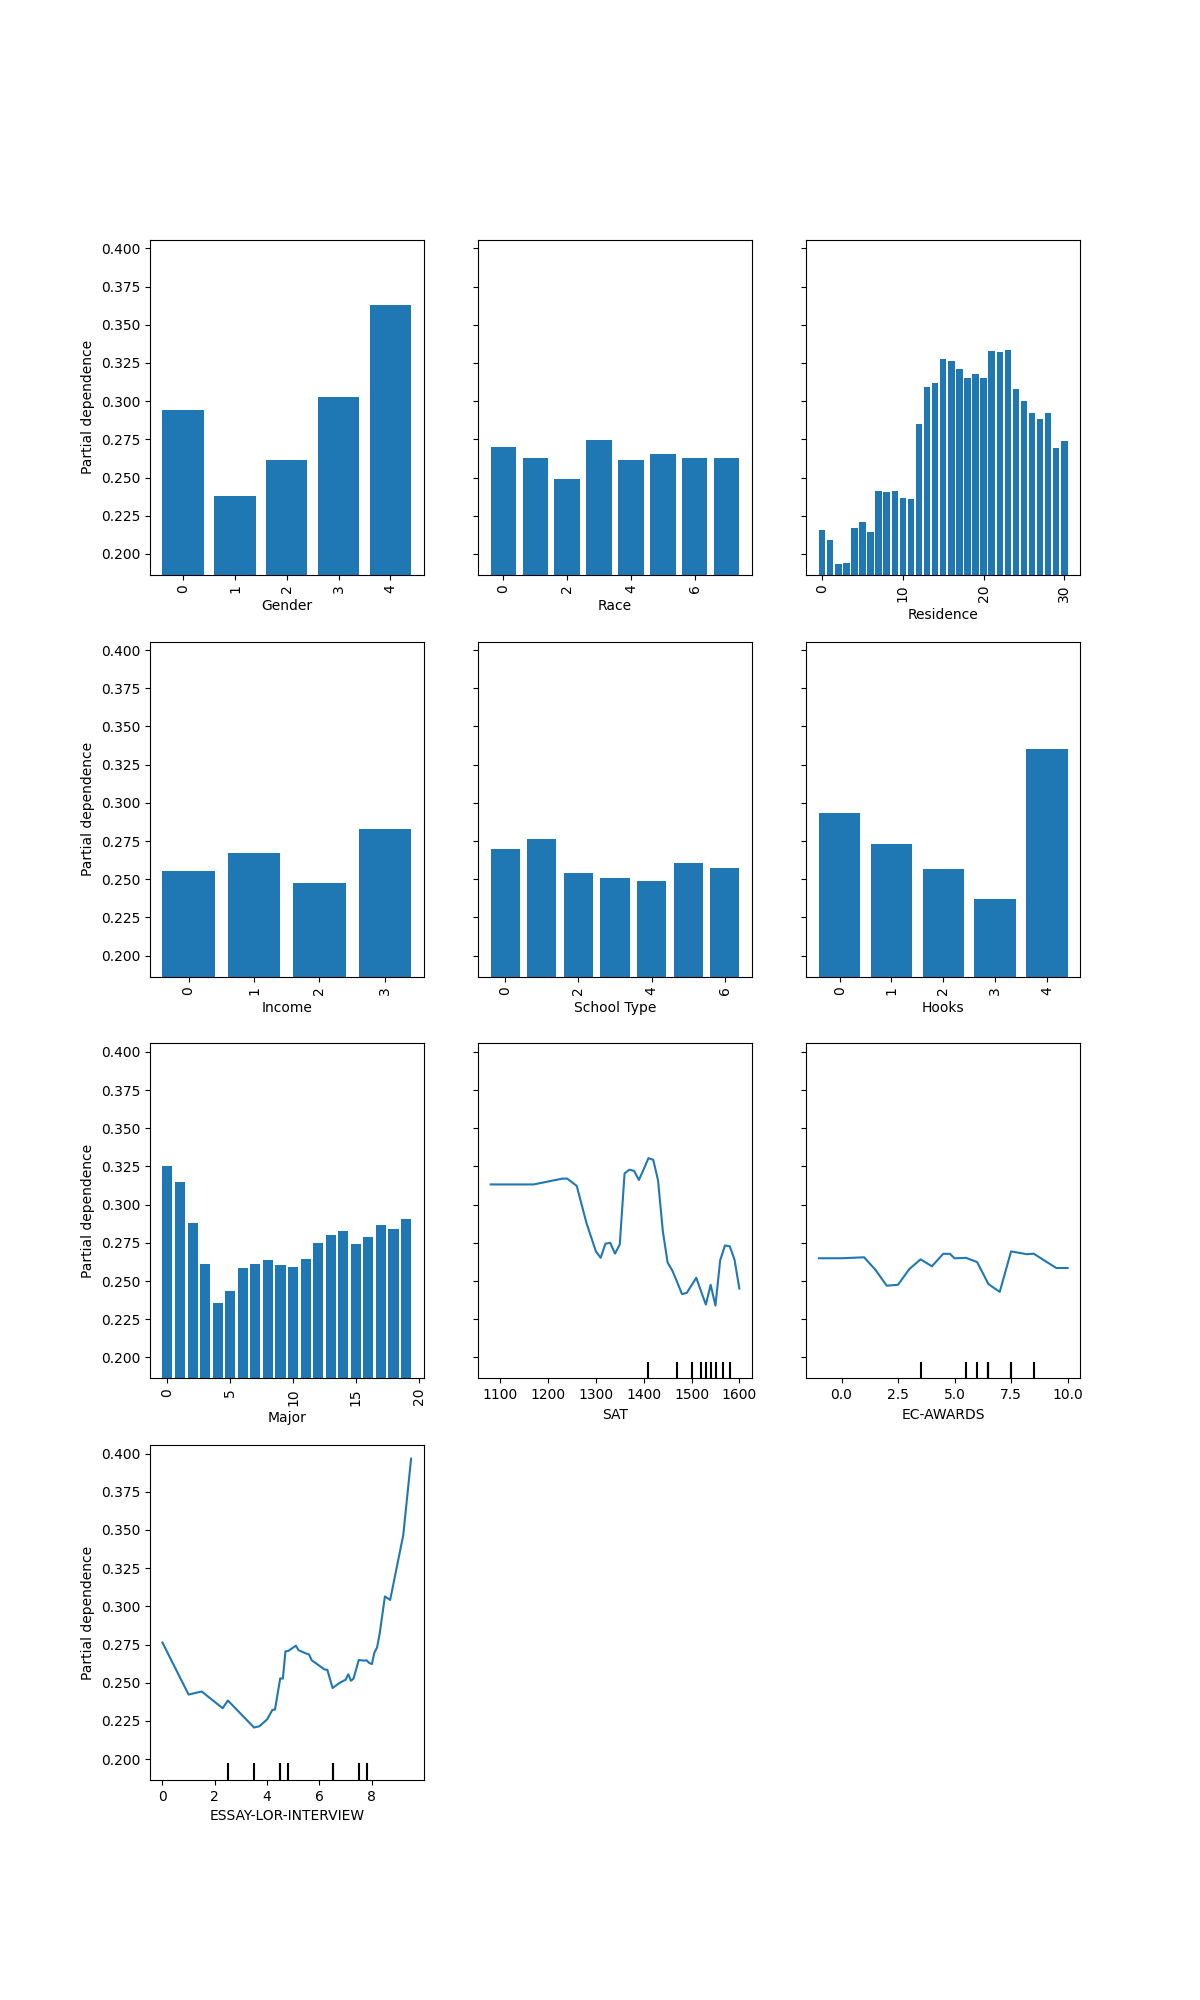 0.400
0.375
0.350
0.325
0.300
0.275
0.250
0.225
0.200
Partial dependence
0 1 2 3 4
Gender
0 2 4 6
Race
0 10 20 30
Residence
0.400
0.375
0.350
0.325
0.300
0.275
0.250
0.225
0.200
Partial dependence
0 1 2 3
Income
0 2 4 6
School Type
0 1 2 3 4
Hooks
0.400
0.375
0.350
0.325
0.300
0.275
0.250
0.225
0.200
Partial dependence
0 5 10 15 20
Major
1100 1200 1300 1400 1500 1600
SAT
0.0 2.5 5.0 7.5 10.0
EC-AWARDS
0.400
0.375
0.350
0.325
0.300
0.275
0.250
0.225
0.200
Partial dependence
0 2 4 6 8
ESSAY-LOR-INTERVIEW